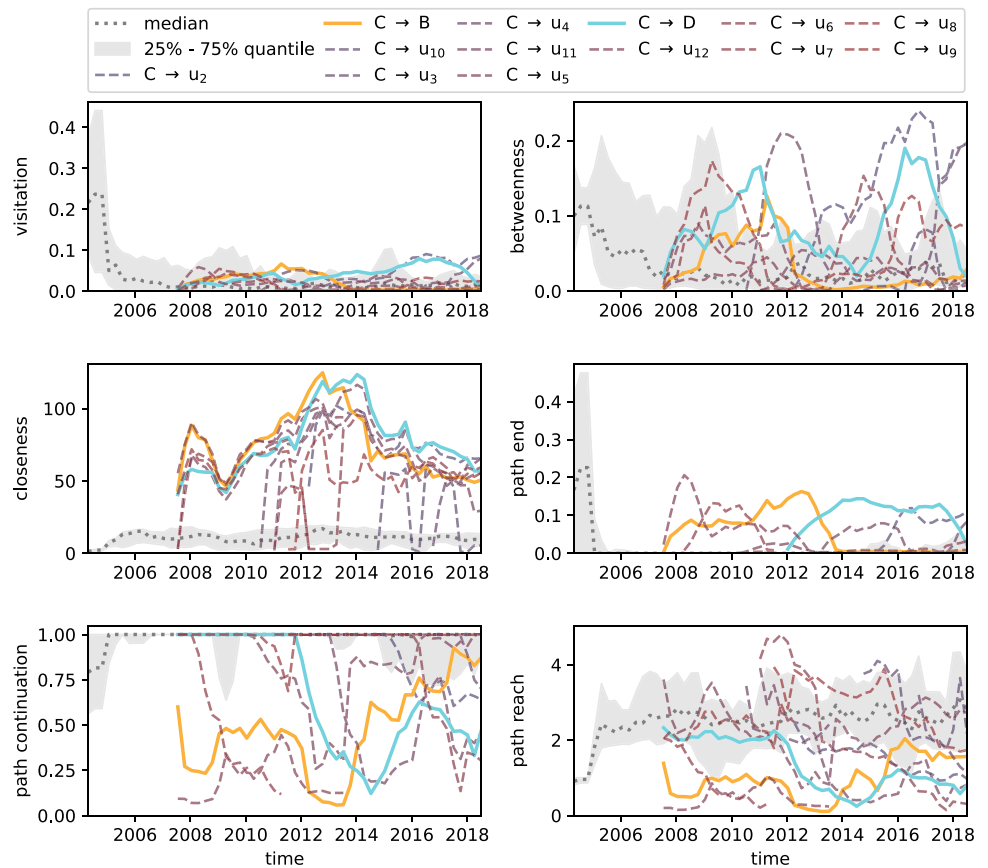 median C → B C → u4 C → D C → u6 C → u8
25% - 75% quantile C → u10 C → u11 C → u12 C → u7 C → u9
C → u2 C → u3 C → u5
visitation
0.4
0.3
0.2
0.1
0.0
2006 2008 2010 2012 2014 2016 2018
betweenness
0.2
0.1
0.0
2006 2008 2010 2012 2014 2016 2018
closeness
100
50
0
2006 2008 2010 2012 2014 2016 2018
path end
0.4
0.3
0.2
0.1
0.0
2006 2008 2010 2012 2014 2016 2018
path continuation
1.00
0.75
0.50
0.25
0.00
2006 2008 2010 2012 2014 2016 2018
time
path reach
4
2
0
2006 2008 2010 2012 2014 2016 2018
time